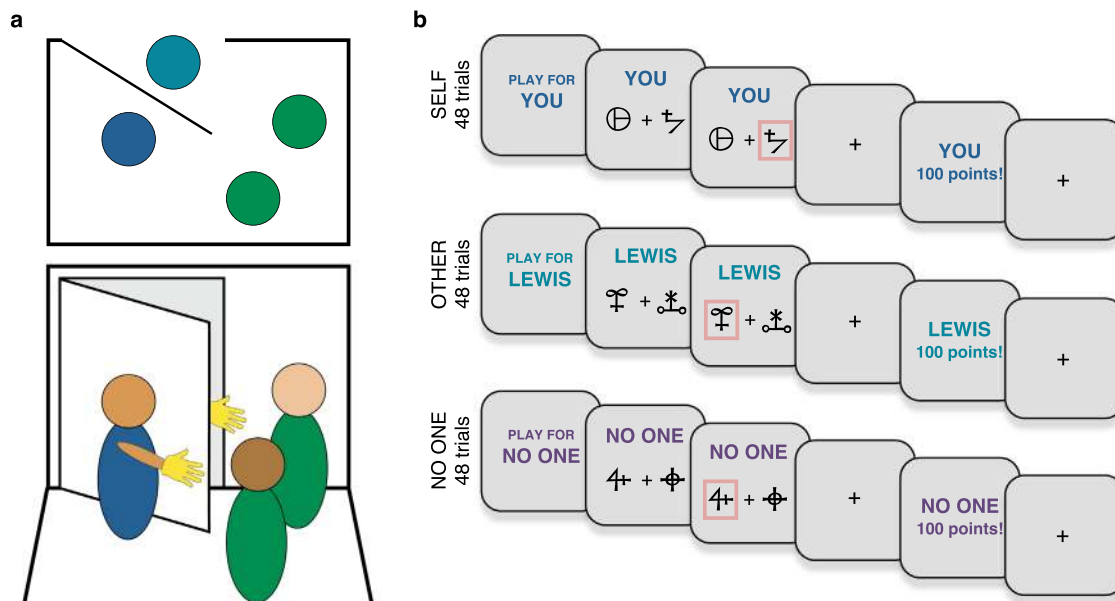 a
b
SELF
48 trials
PLAY FOR
YOU
YOU
+
YOU
+
+
YOU
100 points!
+
OTHER
48 trials
PLAY FOR
LEWIS
LEWIS
+
LEWIS
+
+
LEWIS
100 points!
+
NO ONE
48 trials
PLAY FOR
NO ONE
NO ONE
+
NO ONE
+
+
NO ONE
100 points!
+